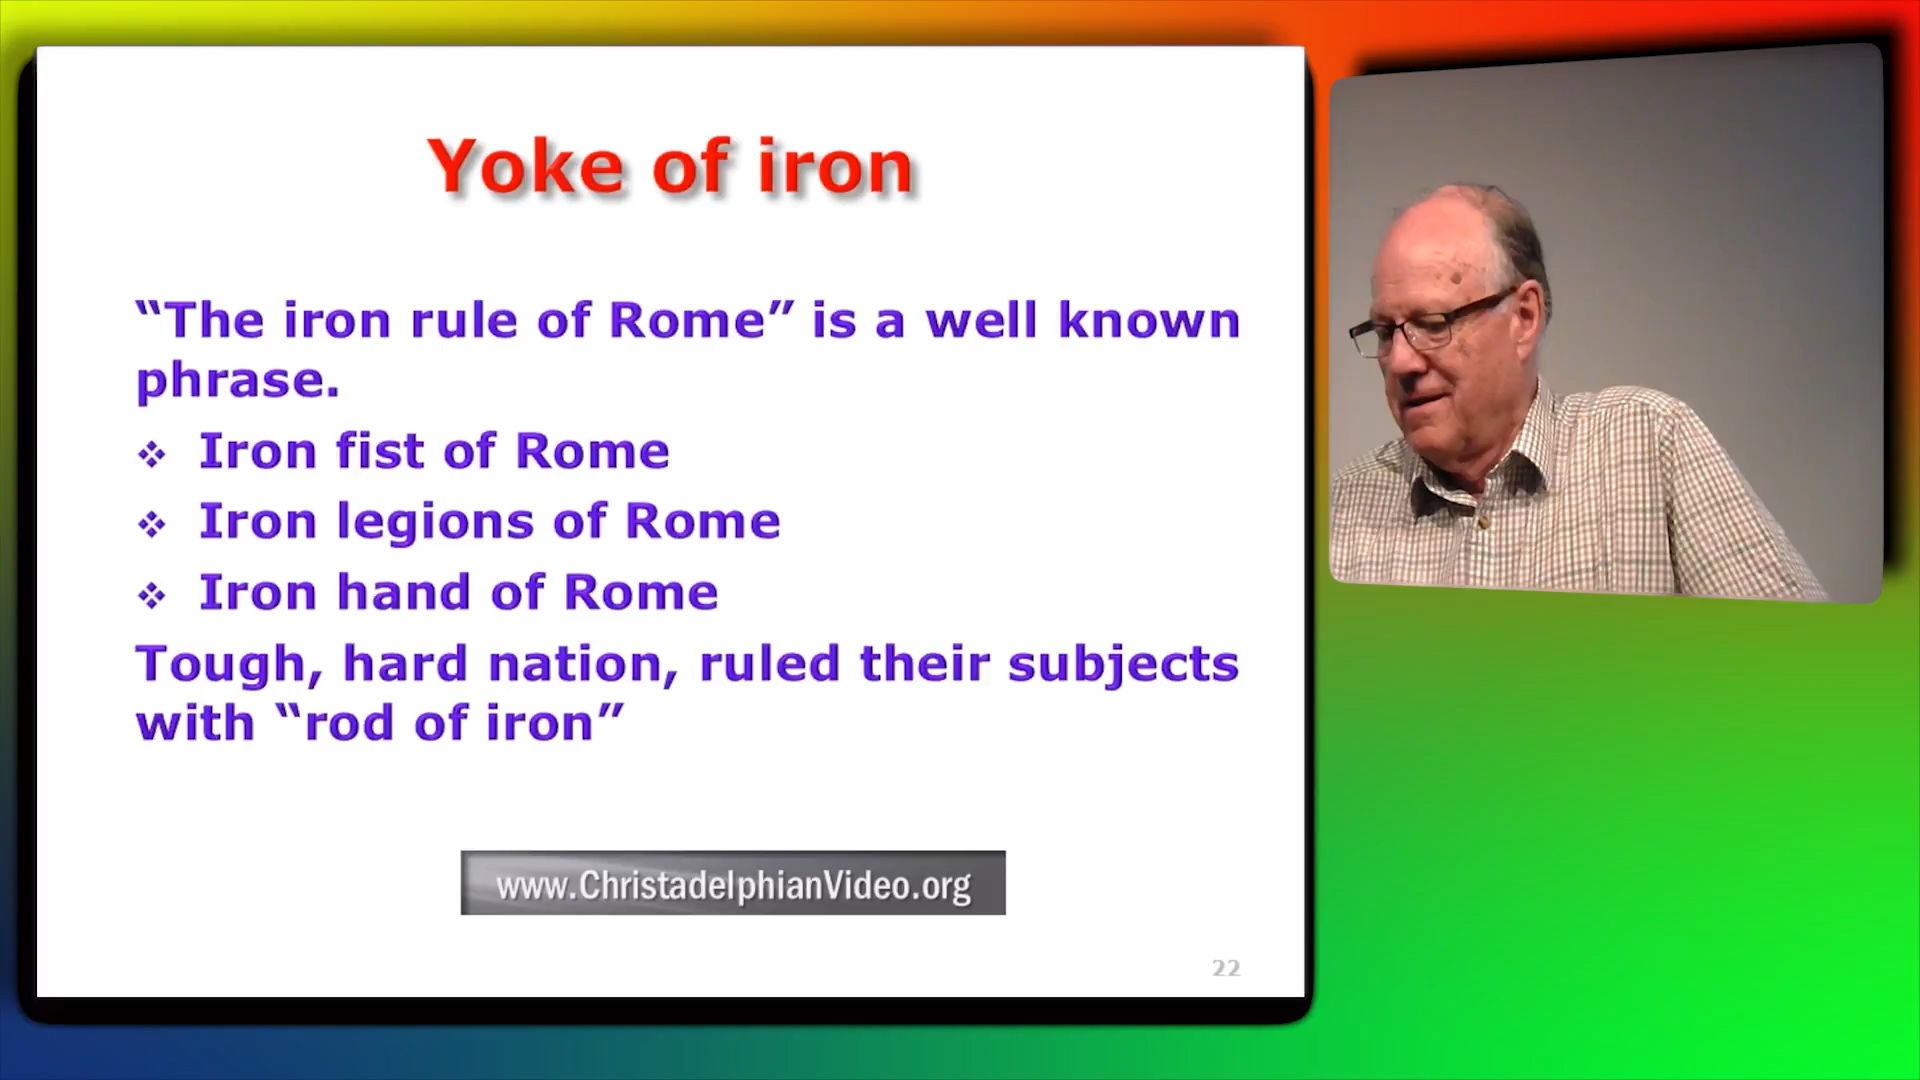 Yoke of iron
“The iron rule of Rome” is a well known
phrase.
❖ Iron fist of Rome
❖ Iron legions of Rome
❖ Iron hand of Rome
Tough, hard nation, ruled their subjects
with “rod of iron”
www.ChristadelphianVideo.org
22